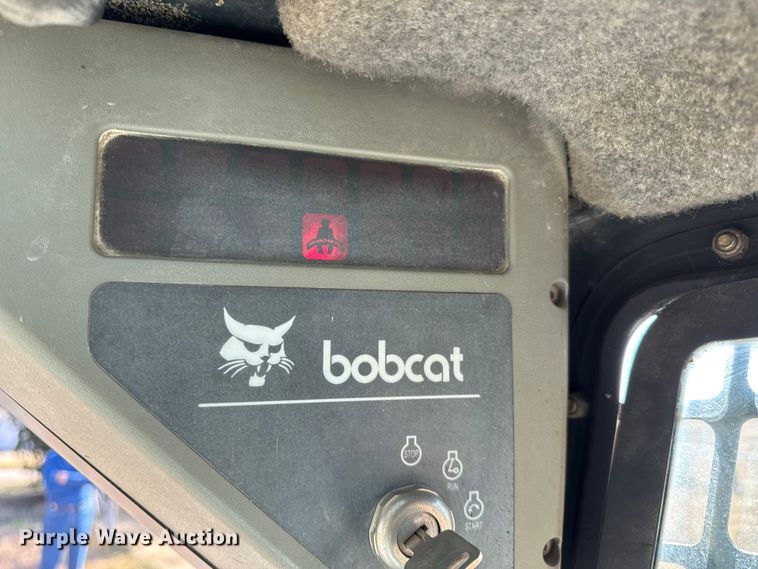 bobcat
STOP
RUN
START
Purple Wave Auction